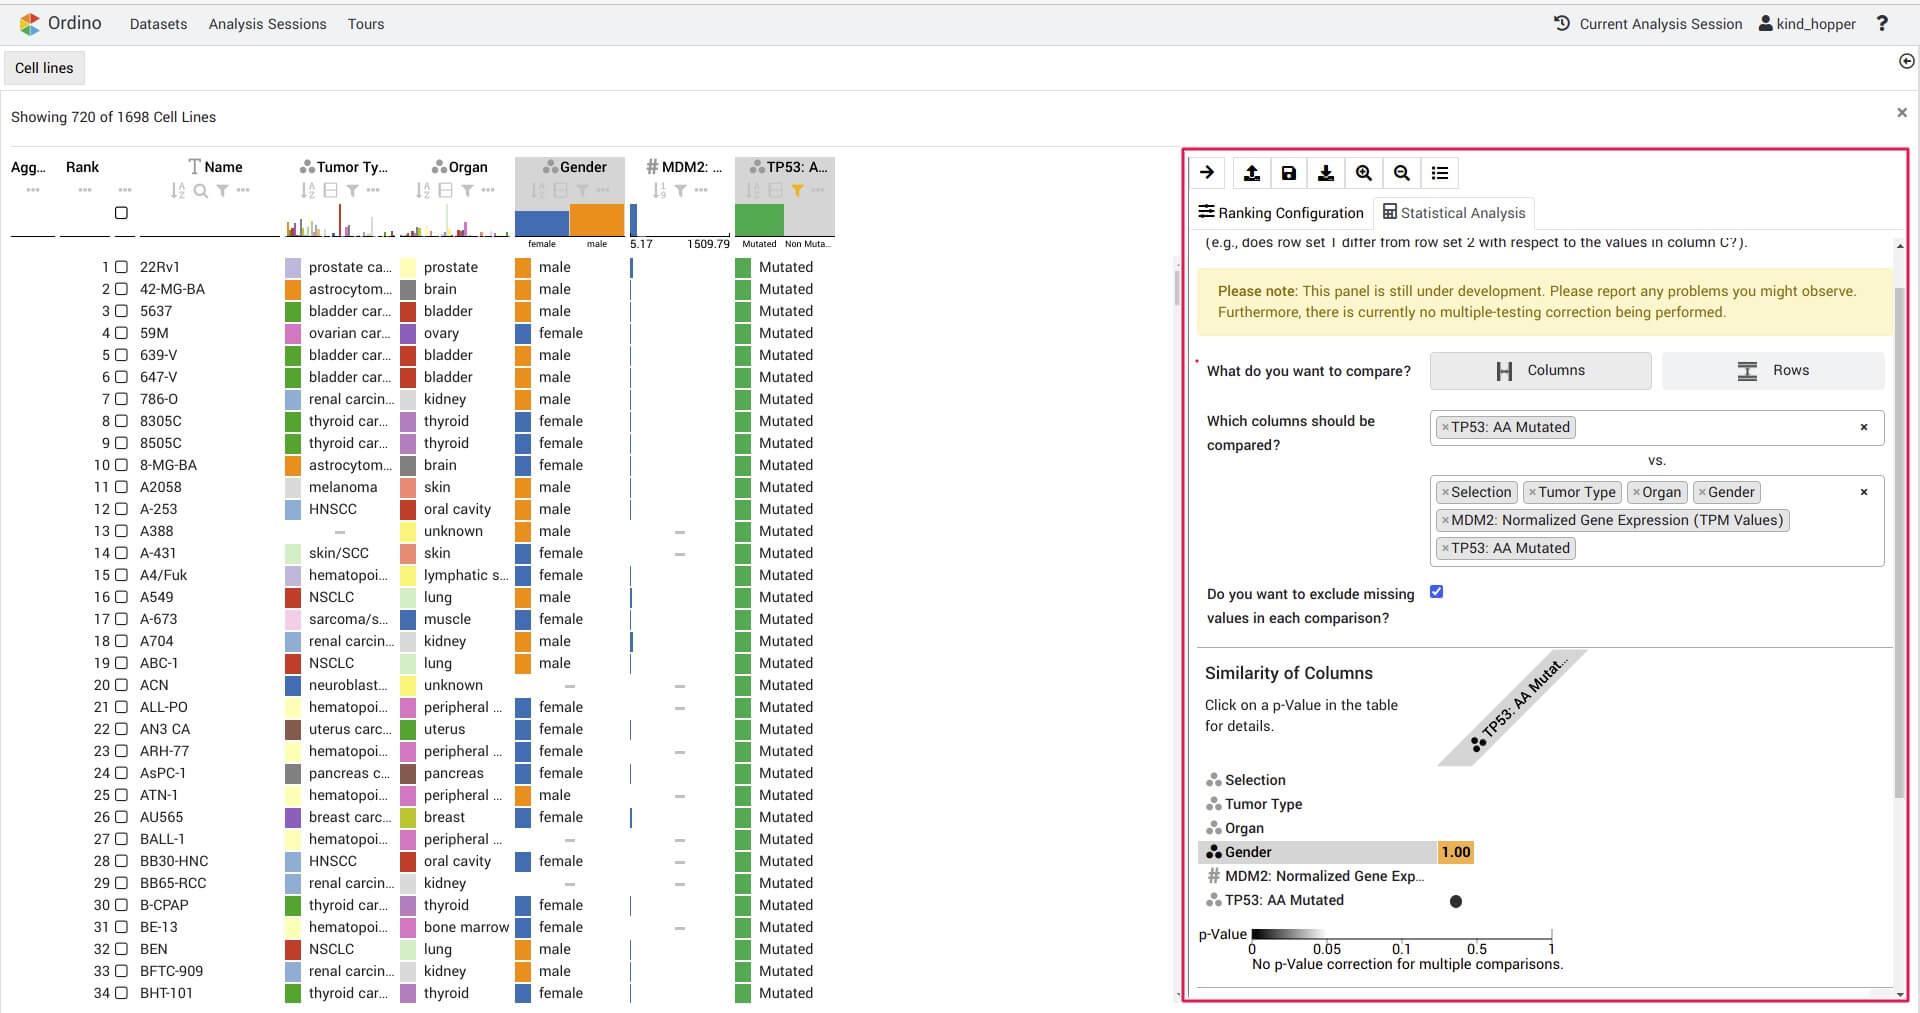 Ordino Datasets Analysis Sessions Tours Current Analysis Session kind_hopper ?
Cell lines
Showing 720 of 1698 Cell Lines
Agg... Rank Name Tumor Ty... Organ Gender # MDM2: ... TP53: A...
female male 5.17 1509.79 Mutated Non Muta...
1 22Rv1 prostate ca... prostate male Mutated
2 42-MG-BA astrocytom... brain male Mutated
3 5637 bladder car... bladder male Mutated
4 59M ovarian car... ovary female Mutated
5 639-V bladder car... bladder male Mutated
6 647-V bladder car... bladder male Mutated
7 786-O renal carcin... kidney male Mutated
8 8305C thyroid car... thyroid female Mutated
9 8505C thyroid car... thyroid female Mutated
10 8-MG-BA astrocytom... brain female Mutated
11 A2058 melanoma skin male Mutated
12 A-253 HNSCC oral cavity male Mutated
13 A388 – unknown male – Mutated
14 A-431 skin/SCC skin female – Mutated
15 A4/Fuk hematopoi... lymphatic s... female Mutated
16 A549 NSCLC lung male Mutated
17 A-673 sarcoma/s... muscle female Mutated
18 A704 renal carcin... kidney male Mutated
19 ABC-1 NSCLC lung male Mutated
20 ACN neuroblast... unknown – – Mutated
21 ALL-PO hematopoi... peripheral ... female – Mutated
22 AN3 CA uterus carc... uterus female Mutated
23 ARH-77 hematopoi... peripheral ... female – Mutated
24 AsPC-1 pancreas c... pancreas female Mutated
25 ATN-1 hematopoi... peripheral ... male – Mutated
26 AU565 breast carc... breast female Mutated
27 BALL-1 hematopoi... peripheral ... – – Mutated
28 BB30-HNC HNSCC oral cavity female – Mutated
29 BB65-RCC renal carcin... kidney – – Mutated
30 B-CPAP thyroid car... thyroid female Mutated
31 BE-13 hematopoi... bone marrow female – Mutated
32 BEN NSCLC lung male Mutated
33 BFTC-909 renal carcin... kidney male Mutated
34 BHT-101 thyroid car... thyroid female Mutated
Ranking Configuration Statistical Analysis
(e.g., does row set 1 differ from row set 2 with respect to the values in column C?).
Please note: This panel is still under development. Please report any problems you might observe.
Furthermore, there is currently no multiple-testing correction being performed.
What do you want to compare? Columns Rows
Which columns should be
compared?
×TP53: AA Mutated ×
vs.
×Selection ×Tumor Type ×Organ ×Gender ×
×MDM2: Normalized Gene Expression (TPM Values)
×TP53: AA Mutated
Do you want to exclude missing
values in each comparison?
Similarity of Columns
Click on a p-Value in the table
for details.
TP53: AA Mutat...
Selection
Tumor Type
Organ
Gender 1.00
# MDM2: Normalized Gene Exp...
TP53: AA Mutated
p-Value
0 0.05 0.1 0.5 1
No p-Value correction for multiple comparisons.